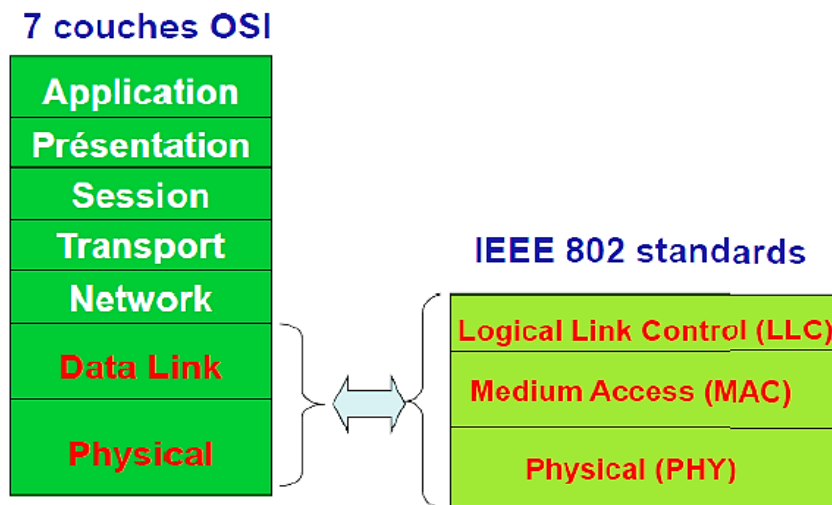 7 couches OSI
Application
Présentation
Session
Transport
Network
Data Link
Physical
IEEE 802 standards
Logical Link Control (LLC)
Medium Access (MAC)
Physical (PHY)